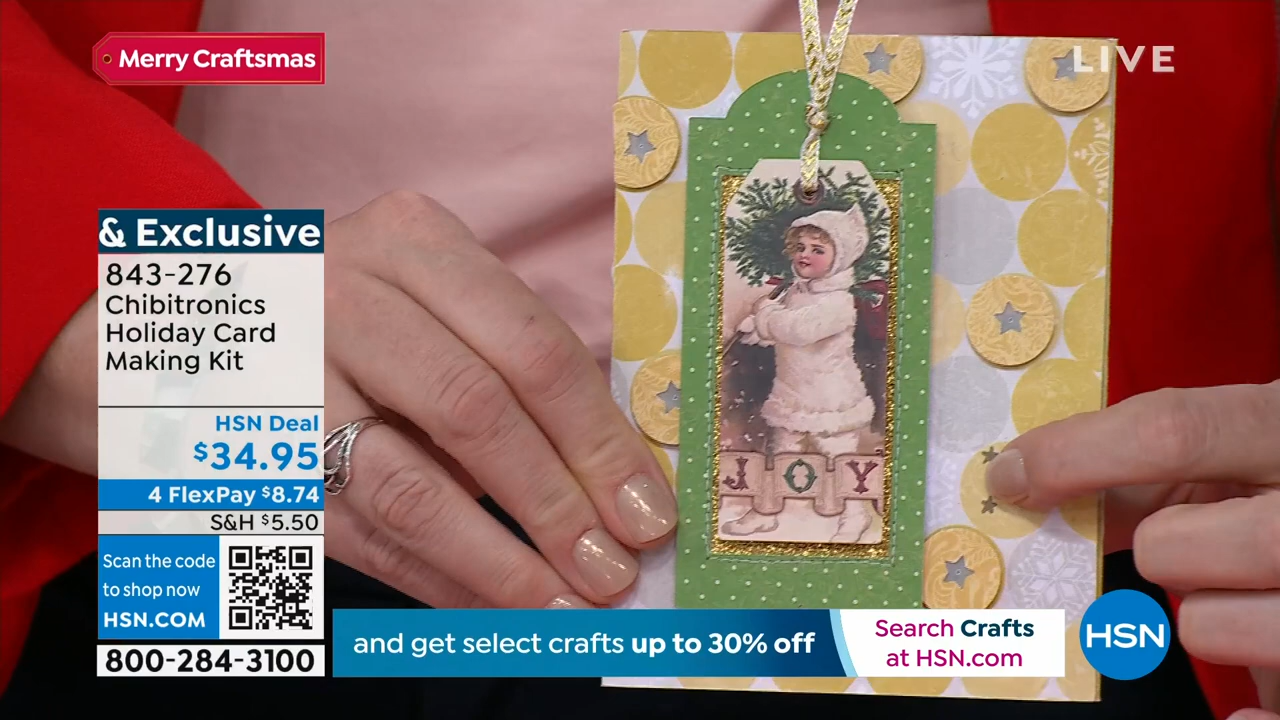 Merry Craftsmas
LIVE
& Exclusive
843-276
Chibitronics
Holiday Card
Making Kit
HSN Deal
$34.95
4 FlexPay $8.74
S&H $5.50
Scan the code
to shop now
HSN.COM
800-284-3100
JOY
and get select crafts up to 30% off
Search Crafts
at HSN.com
HSN